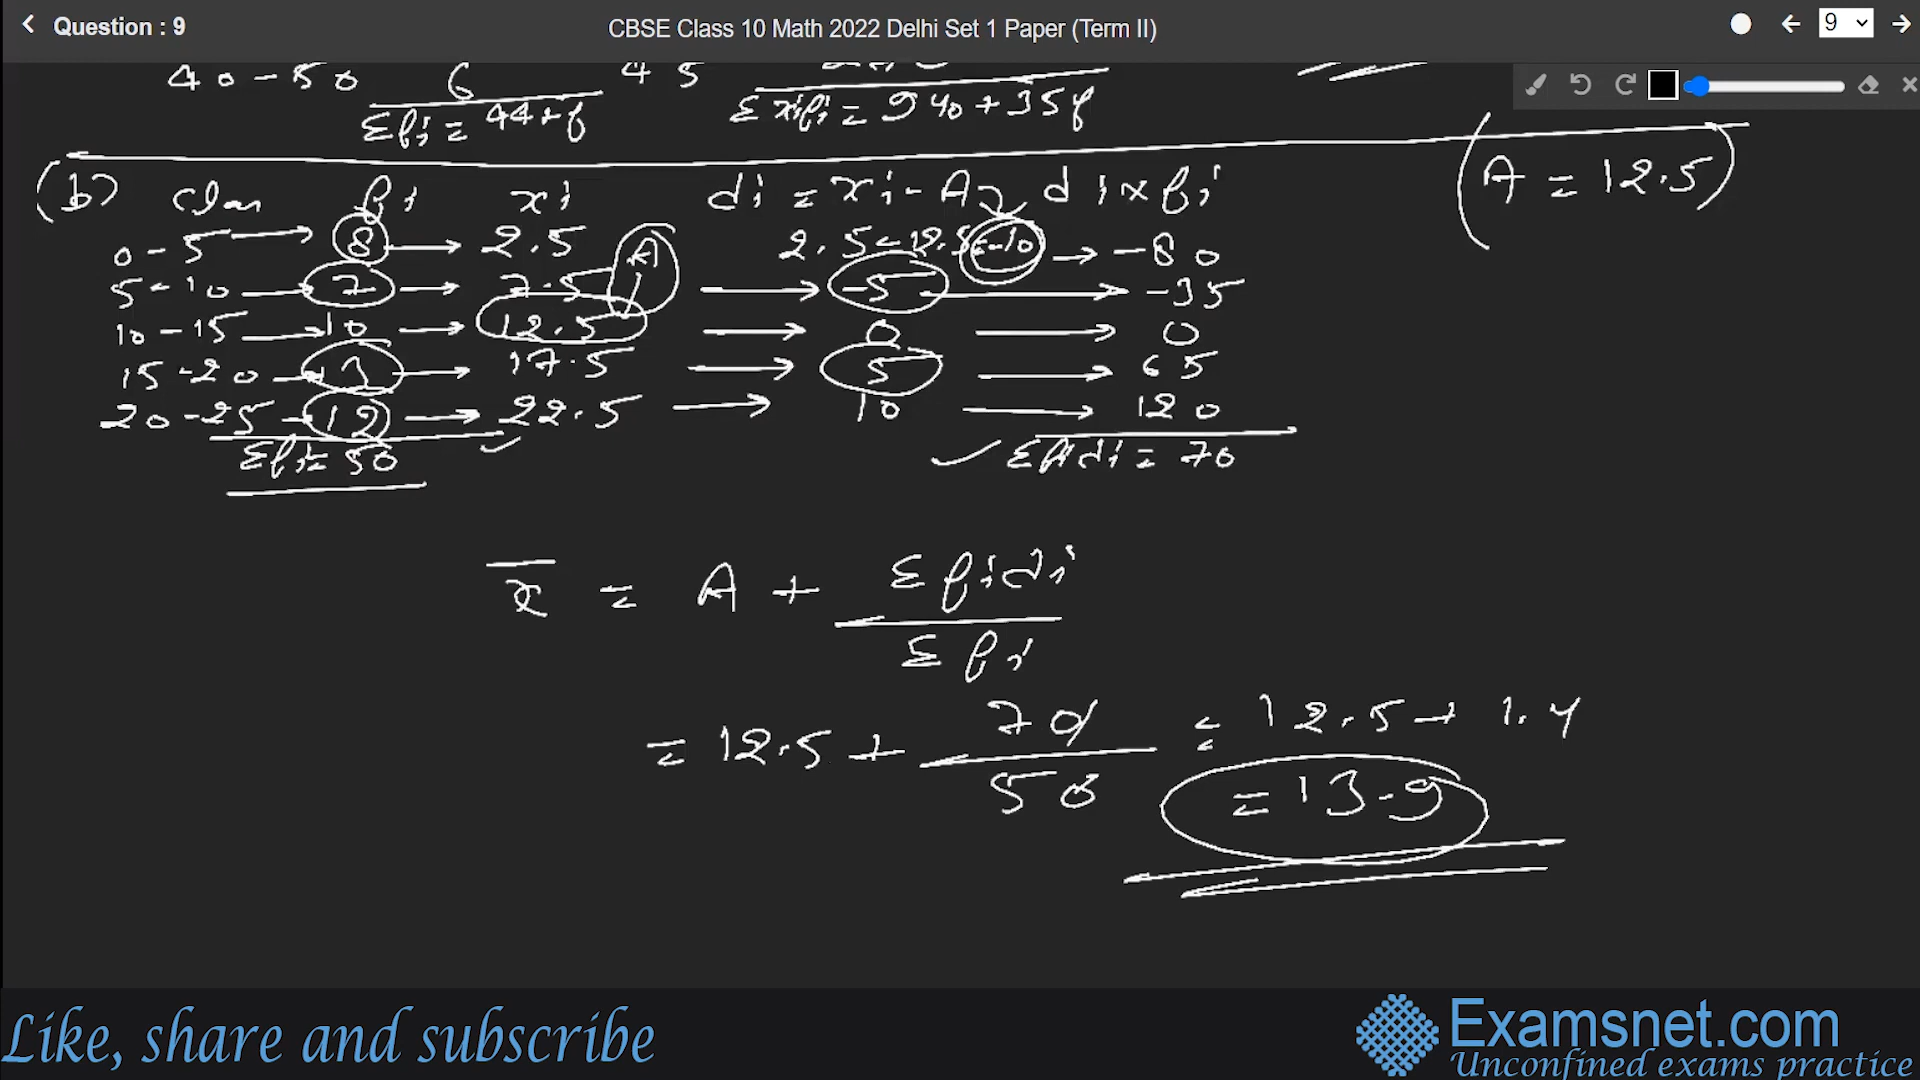 Question : 9
CBSE Class 10 Math 2022 Delhi Set 1 Paper (Term II)
9
40-50 6 45
Σfi = 44+f Σxifi = 940+35f
(b) Class fi xi di = xi - A di×fi (A = 12.5)
0-5 8 2.5 A 2.5-12.5=-10 -80
5-10 7 7.5 -5 -35
10-15 10 12.5 0 0
15-20 17.5 5 65
20-25 12 22.5 10 120
Σfi = 50 Σfidi = 70
x̄ = A + Σfidi / Σfi
= 12.5 + 70/50 = 12.5 + 1.4
= 13.9
Like, share and subscribe
Examsnet.com
Unconfined exams practice